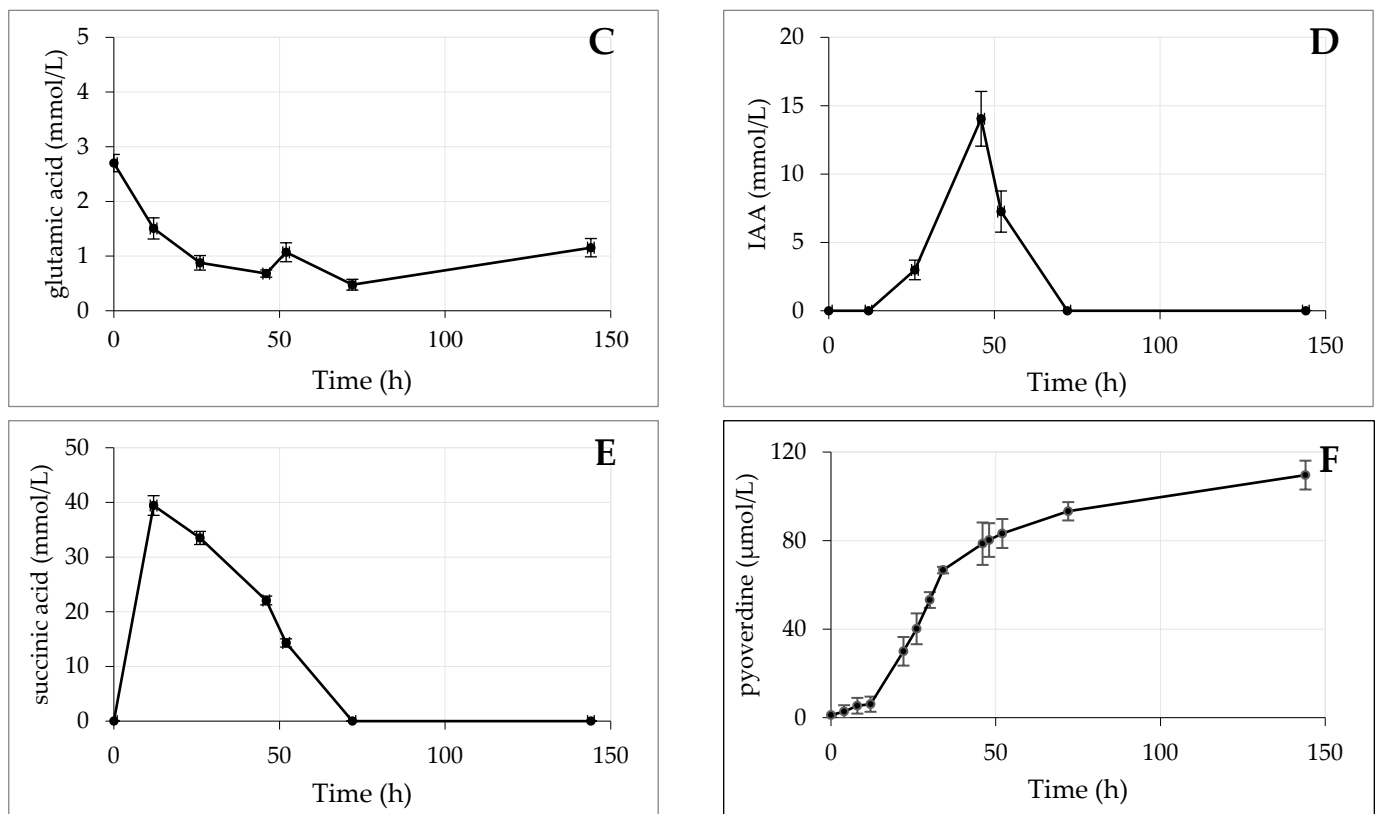 C
glutamic acid (mmol/L)
5
4
3
2
1
0
0 50 100 150
Time (h)
D
IAA (mmol/L)
20
15
10
5
0
0 50 100 150
Time (h)
E
succinic acid (mmol/L)
50
40
30
20
10
0
0 50 100 150
Time (h)
F
pyoverdine (µmol/L)
120
80
40
0
0 50 100 150
Time (h)